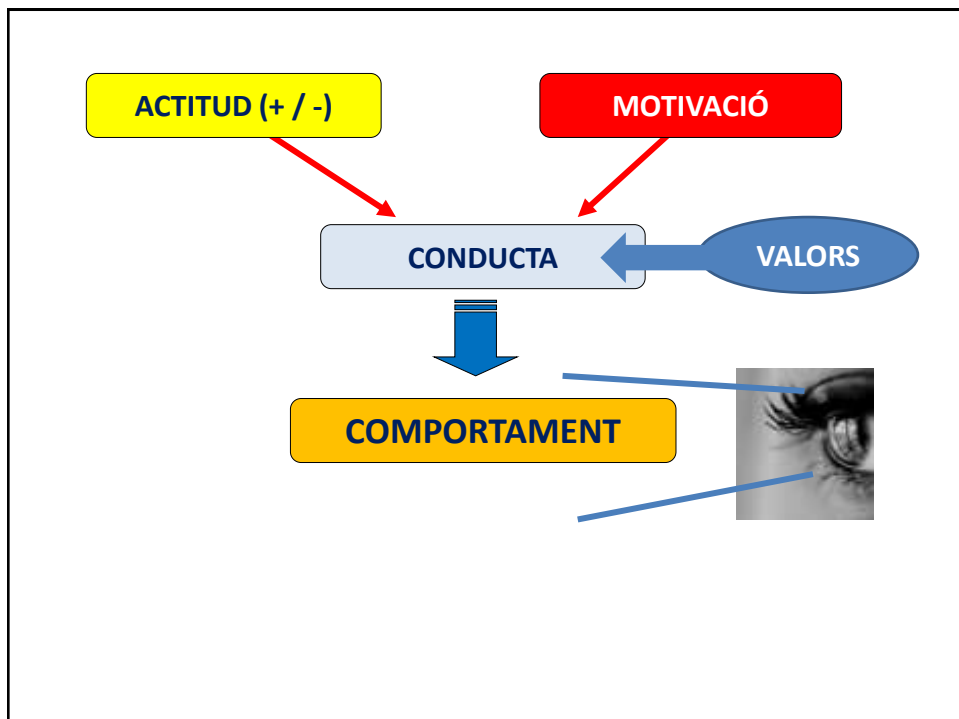 ACTITUD (+ / -)
MOTIVACIÓ
CONDUCTA
VALORS
COMPORTAMENT